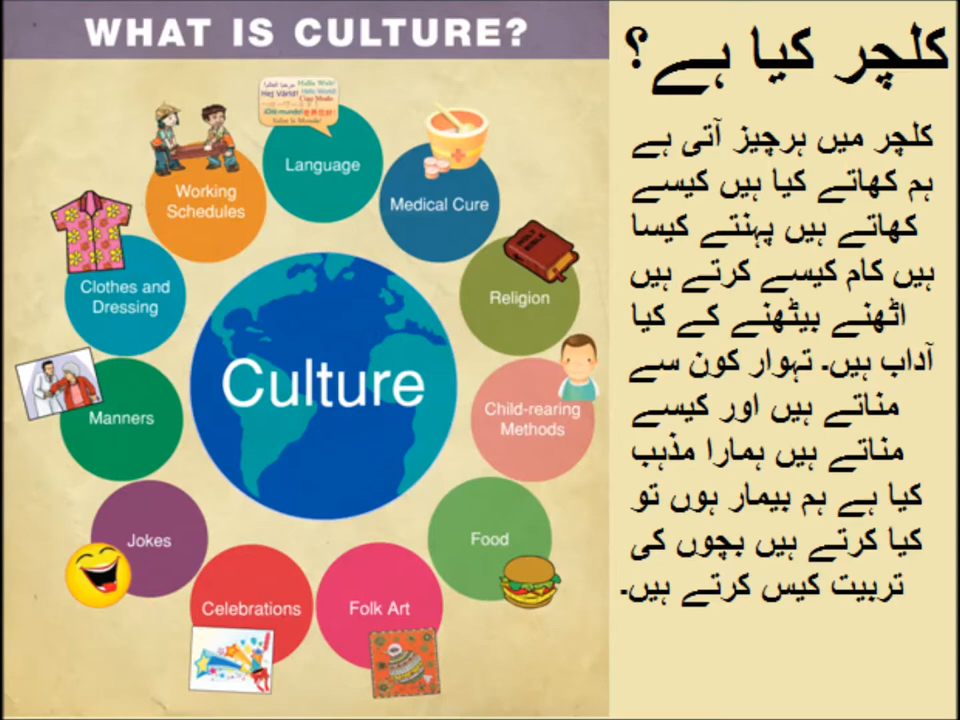 WHAT IS CULTURE?
Language
Medical Cure
Religion
HOLY BIBLE
Child-rearing
Methods
Food
Folk Art
Celebrations
Jokes
Manners
Clothes and
Dressing
Working
Schedules
Culture
کلچر کیا ہے؟
کلچر میں ہرچیز آتی ہے
ہم کھاتے کیا ہیں کیسے
کھاتے ہیں پہنتے کیسا
ہیں کام کیسے کرتے ہیں
اٹھنے بیٹھنے کے کیا
آداب ہیں۔ تہوار کون سے
مناتے ہیں اور کیسے
مناتے ہیں ہمارا مذہب
کیا ہے ہم بیمار ہوں تو
کیا کرتے ہیں بچوں کی
تربیت کیس کرتے ہیں۔